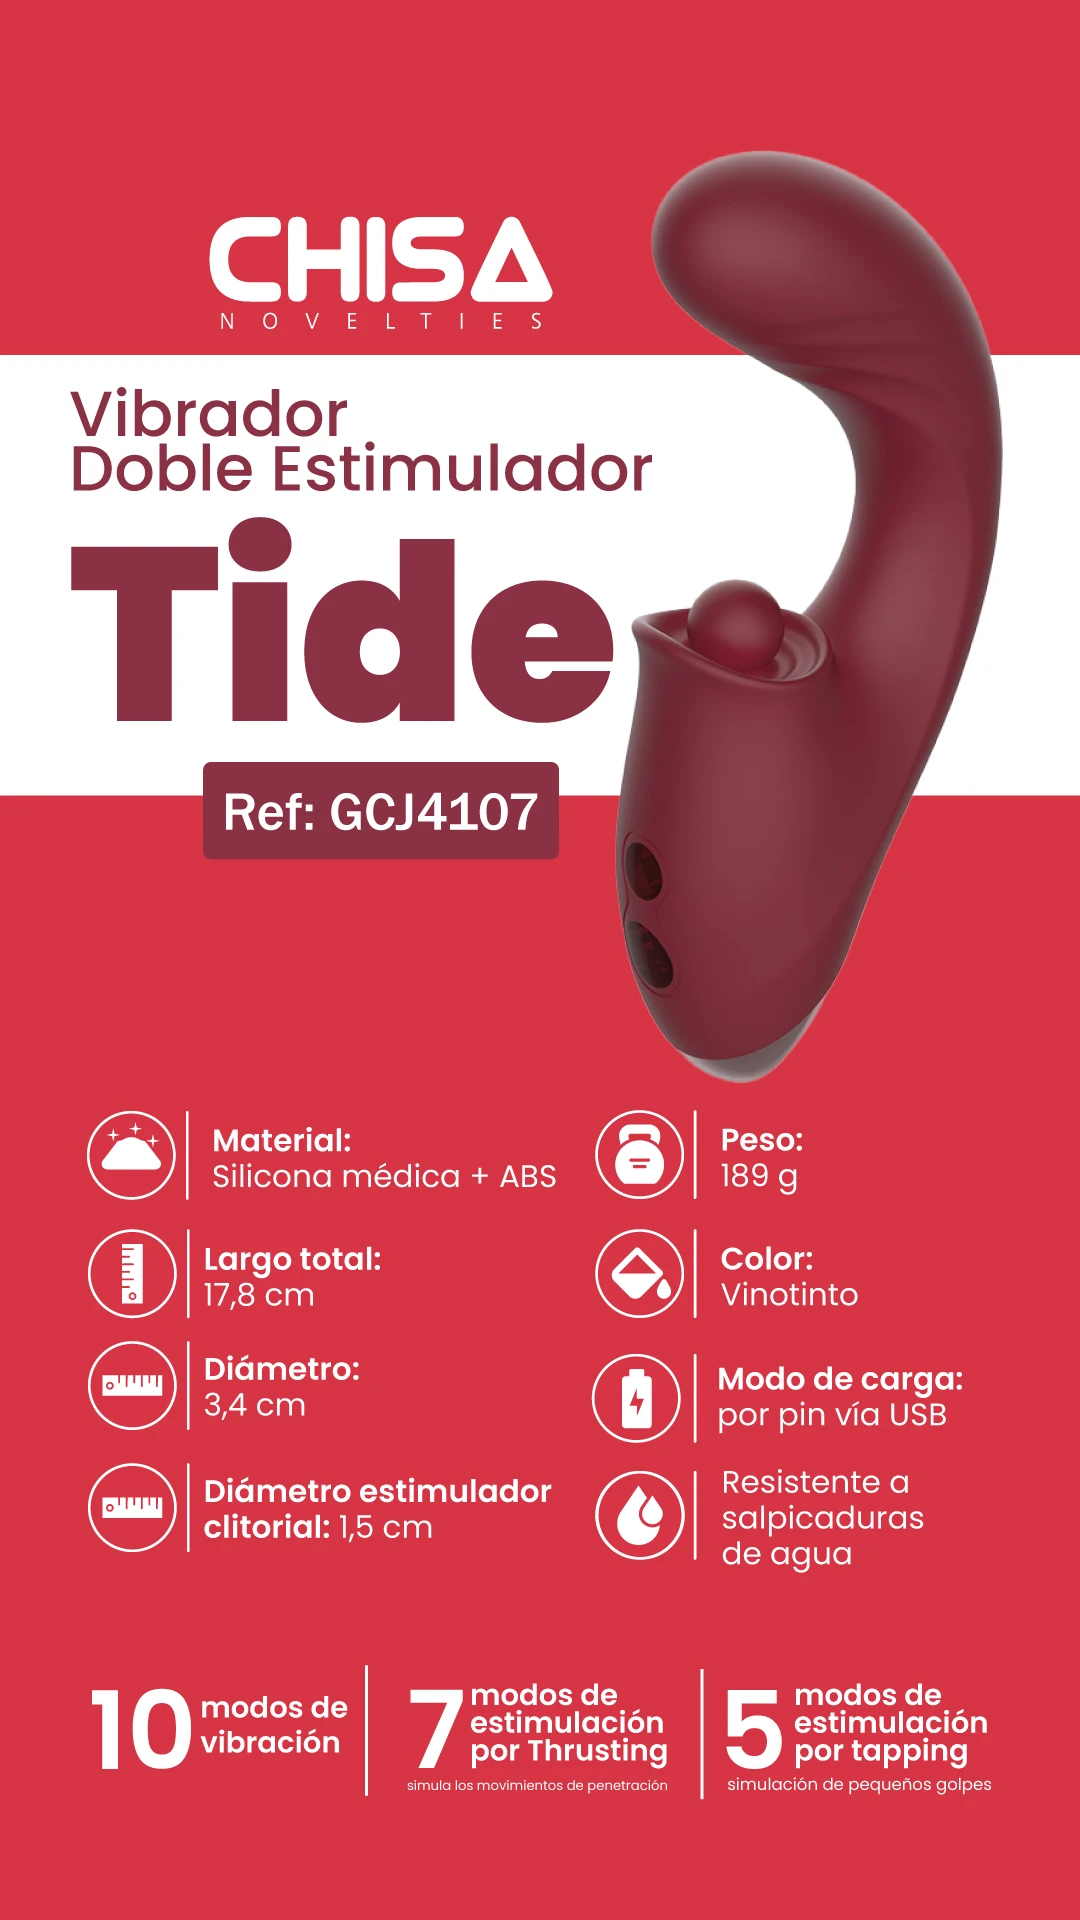 CHISA
NOVELTIES
Vibrador
Doble Estimulador
Tide
Ref: GCJ4107
Material:
Silicona médica + ABS
Largo total:
17,8 cm
Diámetro:
3,4 cm
Diámetro estimulador
clitorial: 1,5 cm
Peso:
189 g
Color:
Vinotinto
Modo de carga:
por pin vía USB
Resistente a
salpicaduras
de agua
10 modos de
vibración
7 modos de
estimulación
por Thrusting
simula los movimientos de penetración
5 modos de
estimulación
por tapping
simulación de pequeños golpes